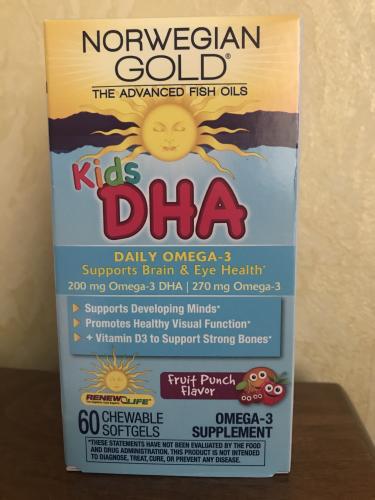 NORWEGIAN
GOLD®
THE ADVANCED FISH OILS
Kids
DHA
DAILY OMEGA-3
Supports Brain & Eye Health*
200 mg Omega-3 DHA | 270 mg Omega-3
Supports Developing Minds*
Promotes Healthy Visual Function*
+ Vitamin D3 to Support Strong Bones*
RENEW LIFE
Fruit Punch
Flavor
60 CHEWABLE
SOFTGELS
OMEGA-3
SUPPLEMENT
*THESE STATEMENTS HAVE NOT BEEN EVALUATED BY THE FOOD
AND DRUG ADMINISTRATION. THIS PRODUCT IS NOT INTENDED
TO DIAGNOSE, TREAT, CURE, OR PREVENT ANY DISEASE.